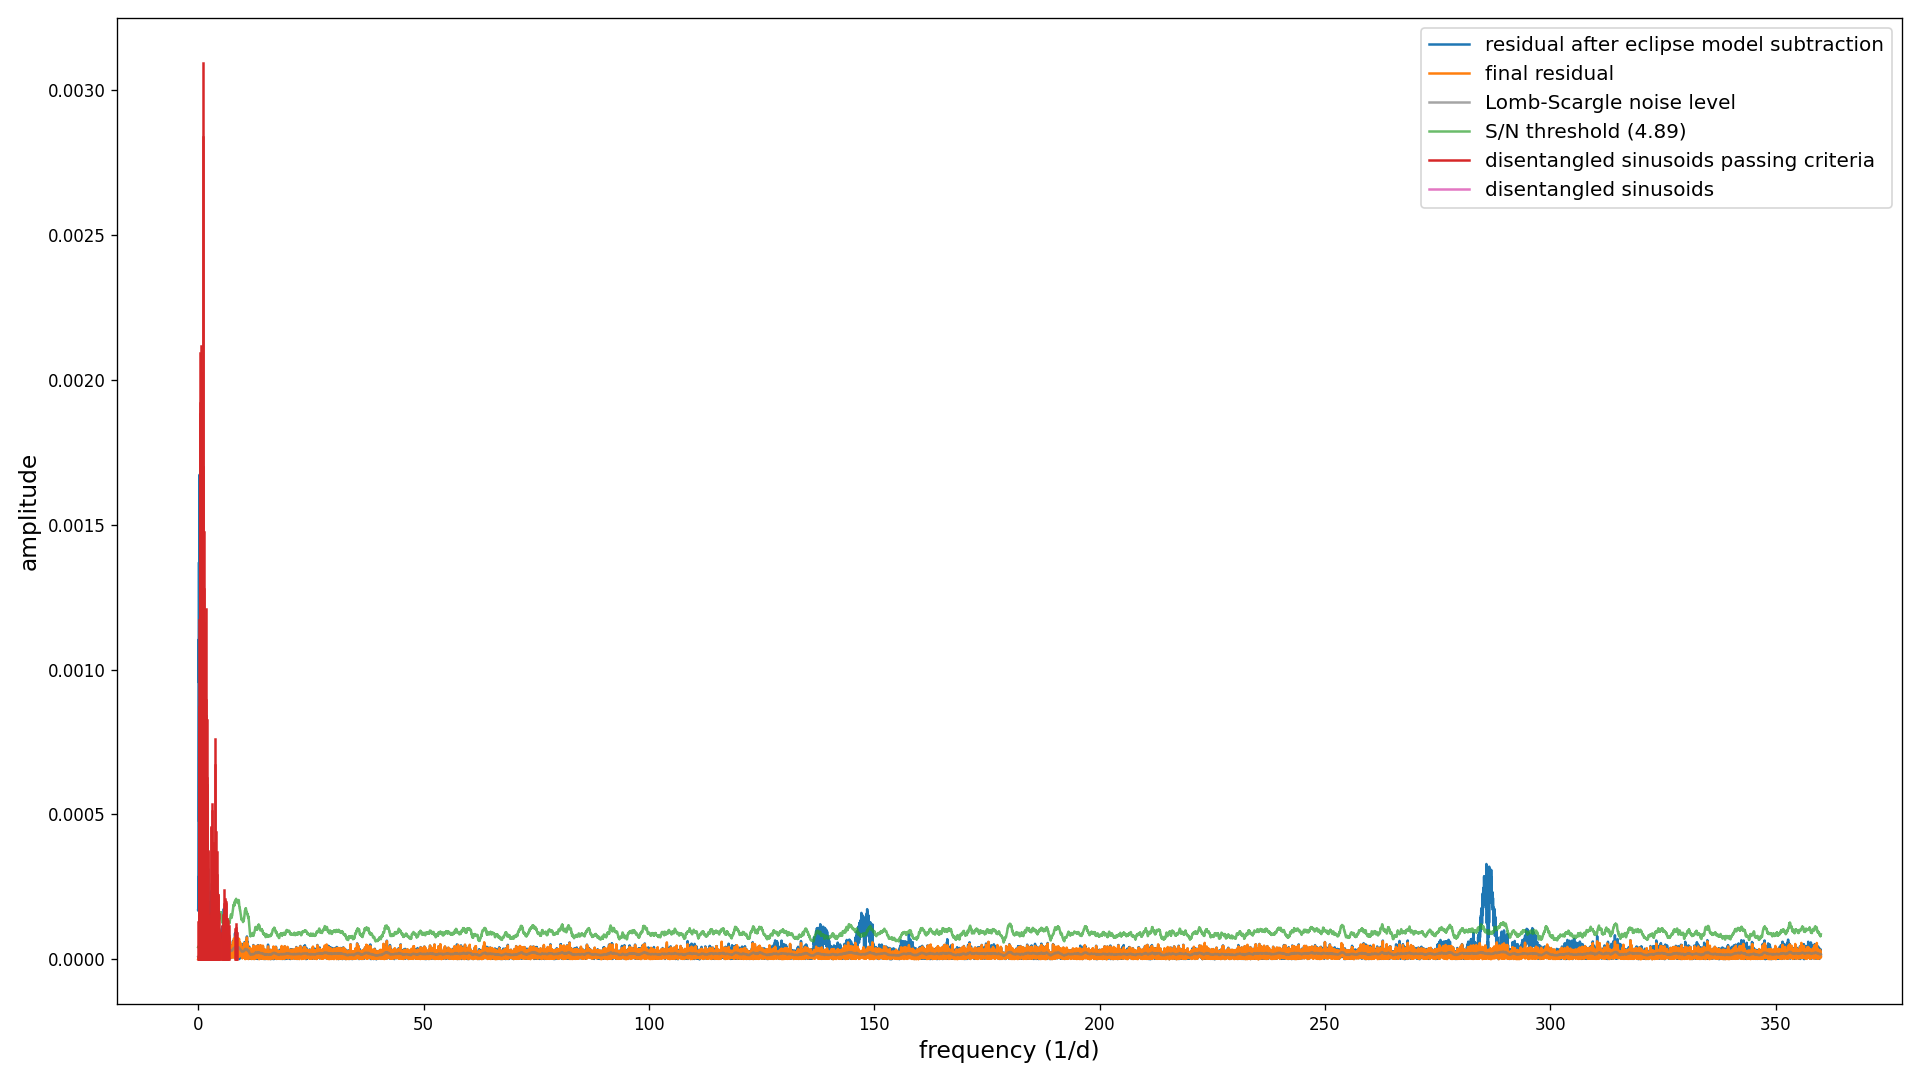 residual after eclipse model subtraction
final residual
Lomb-Scargle noise level
S/N threshold (4.89)
disentangled sinusoids passing criteria
disentangled sinusoids
0.0030
0.0025
0.0020
0.0015
0.0010
0.0005
0.0000
amplitude
0 50 100 150 200 250 300 350
frequency (1/d)